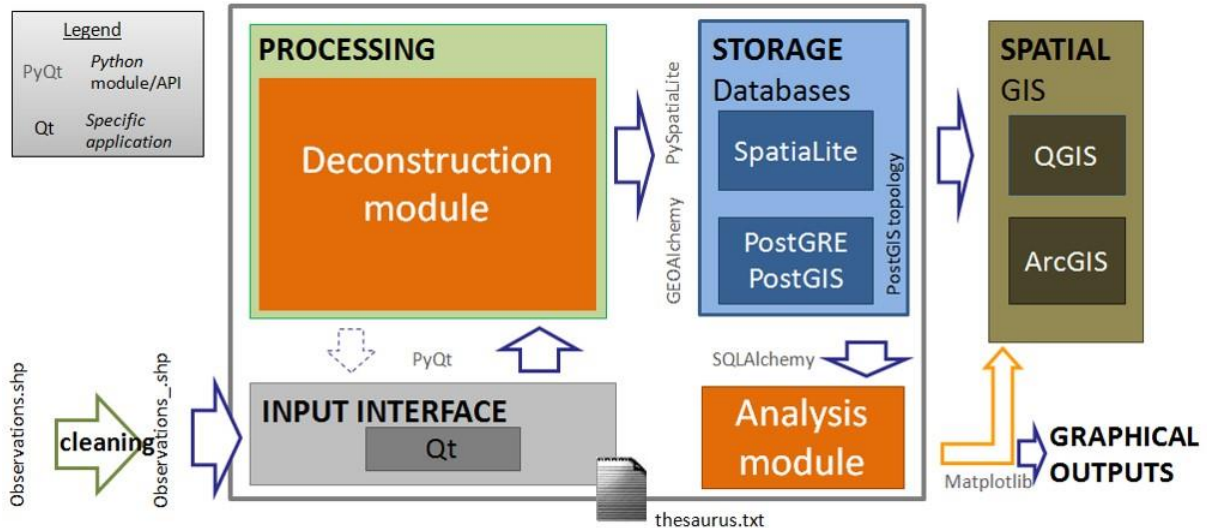 Legend
PyQt
Python
module/API
Qt
Specific
application
PROCESSING
Deconstruction
module
PySpatiaLite
GEOAlchemy
STORAGE
Databases
SpatiaLite
PostGRE
PostGIS
PostGIS topology
SPATIAL
GIS
QGIS
ArcGIS
PyQt
SQLAlchemy
Observations.shp
cleaning
Observations_.shp
INPUT INTERFACE
Qt
Analysis
module
Matplotlib
GRAPHICAL
OUTPUTS
thesaurus.txt